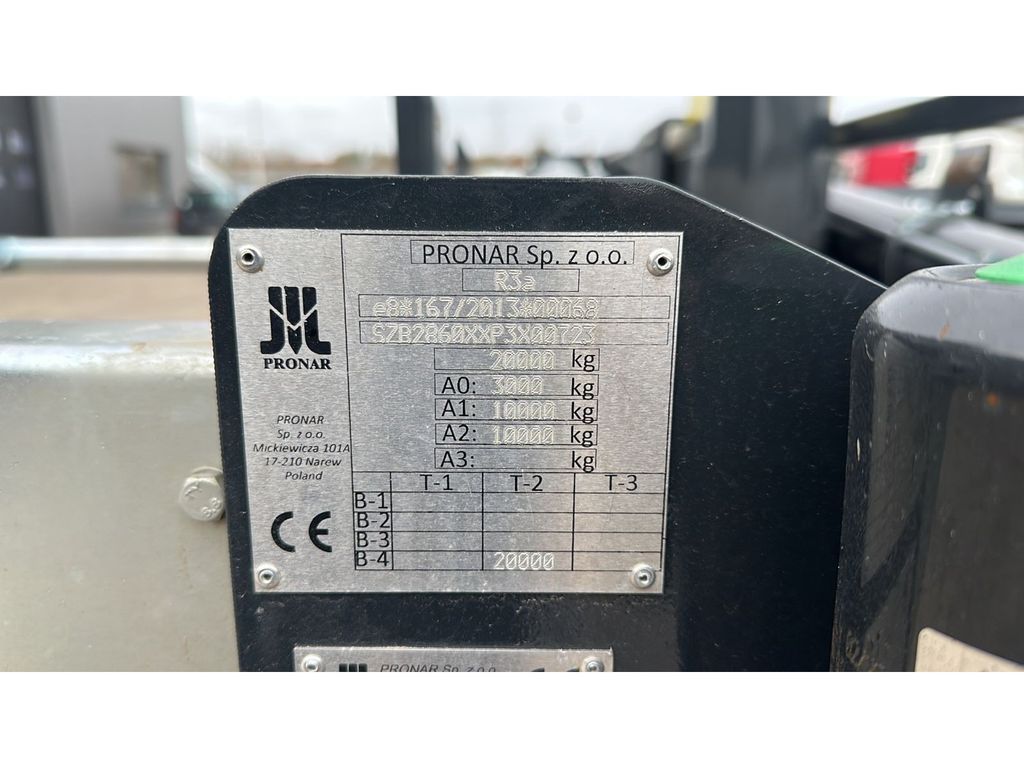 PRONAR Sp. z o.o.
R3a
e8*167/2013*00068
SZB2860XXP3X00723
20000 kg
A0: 3000 kg
A1: 10000 kg
A2: 10000 kg
A3: kg
PRONAR
PRONAR
Sp. z o.o.
Mickiewicza 101A
17-210 Narew
Poland
CE
T-1 T-2 T-3
B-1
B-2
B-3
B-4 20000
PRONAR Sp. z o.o.